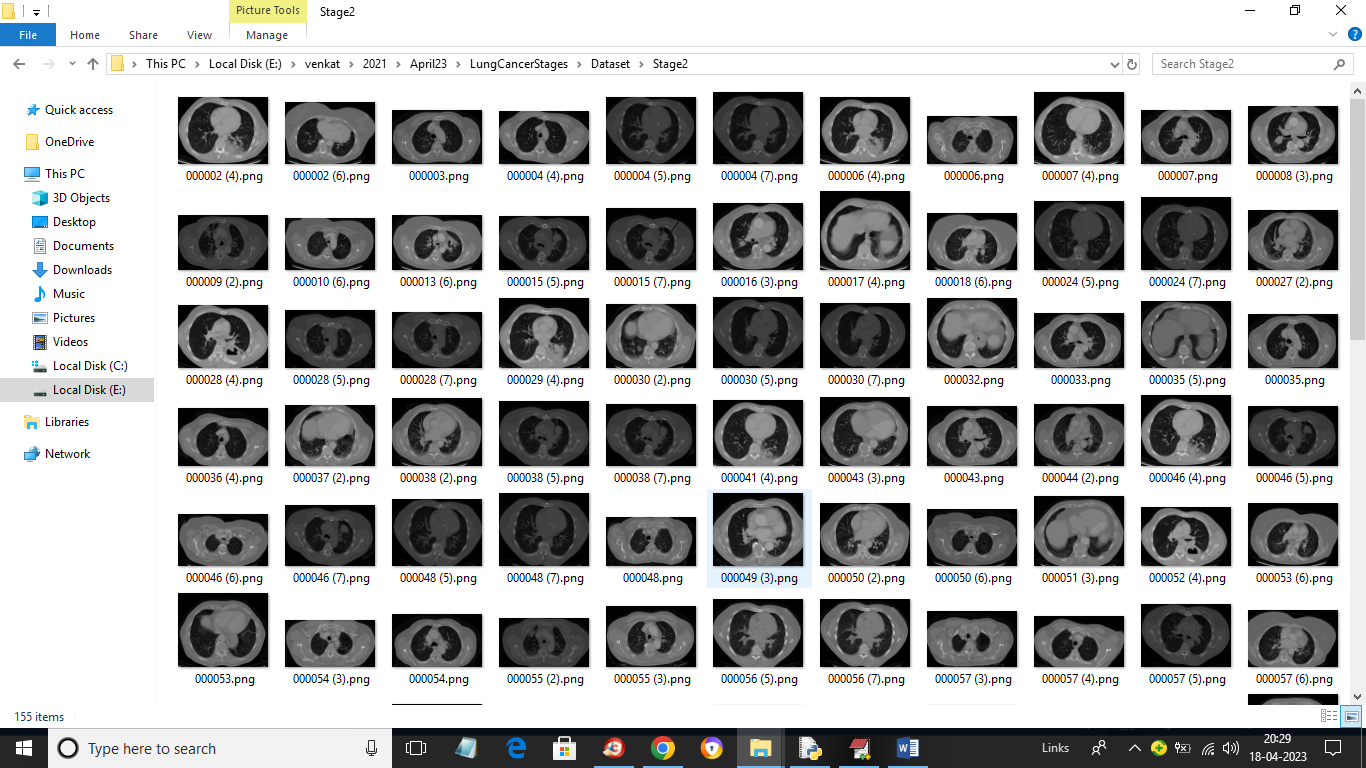 Picture Tools
Stage2
File
Home
Share
View
Manage
This PC
Local Disk (E:)
venkat
2021
April23
LungCancerStages
Dataset
Stage2
Search Stage2
Quick access
OneDrive
This PC
3D Objects
Desktop
Documents
Downloads
Music
Pictures
Videos
Local Disk (C:)
Local Disk (E:)
Libraries
Network
000002 (4).png
000002 (6).png
000003.png
000004 (4).png
000004 (5).png
000004 (7).png
000006 (4).png
000006.png
000007 (4).png
000007.png
000008 (3).png
000009 (2).png
000010 (6).png
000013 (6).png
000015 (5).png
000015 (7).png
000016 (3).png
000017 (4).png
000018 (6).png
000024 (5).png
000024 (7).png
000027 (2).png
000028 (4).png
000028 (5).png
000028 (7).png
000029 (4).png
000030 (2).png
000030 (5).png
000030 (7).png
000032.png
000033.png
000035 (5).png
000035.png
000036 (4).png
000037 (2).png
000038 (2).png
000038 (5).png
000038 (7).png
000041 (4).png
000043 (3).png
000043.png
000044 (2).png
000046 (4).png
000046 (5).png
000046 (6).png
000046 (7).png
000048 (5).png
000048 (7).png
000048.png
000049 (3).png
000050 (2).png
000050 (6).png
000051 (3).png
000052 (4).png
000053 (6).png
000053.png
000054 (3).png
000054.png
000055 (2).png
000055 (3).png
000056 (5).png
000056 (7).png
000057 (3).png
000057 (4).png
000057 (5).png
000057 (6).png
155 items
Type here to search
Links
20:29
18-04-2023